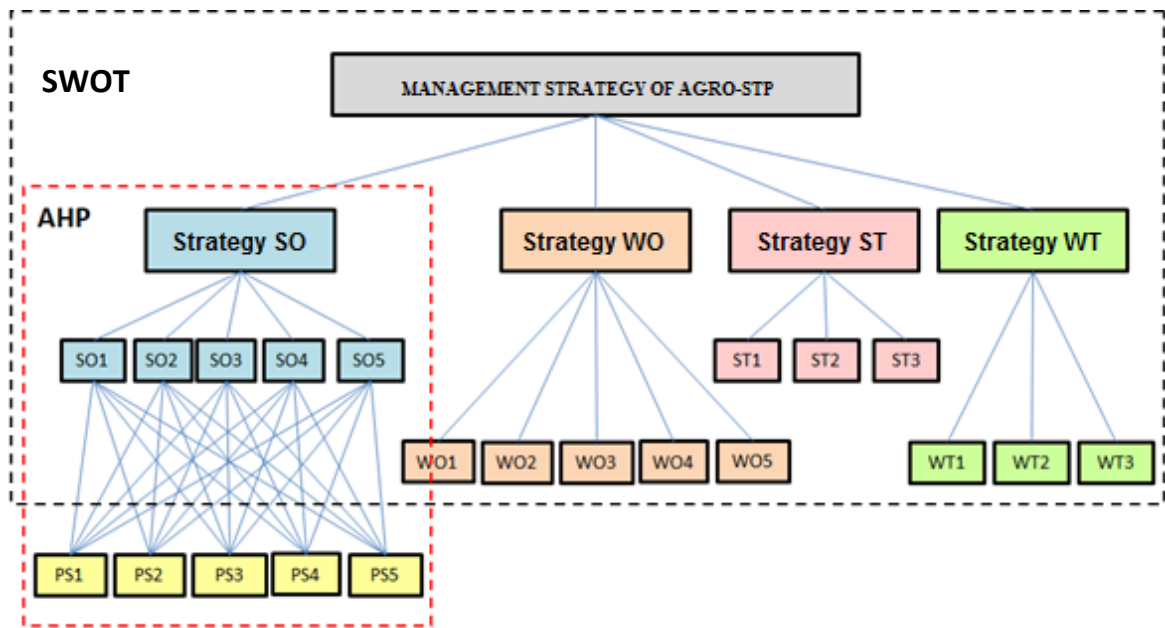 SWOT
MANAGEMENT STRATEGY OF AGRO-STP
AHP
Strategy SO
Strategy WO
Strategy ST
Strategy WT
SO1
SO2
SO3
SO4
SO5
ST1
ST2
ST3
WO1
WO2
WO3
WO4
WO5
WT1
WT2
WT3
PS1
PS2
PS3
PS4
PS5